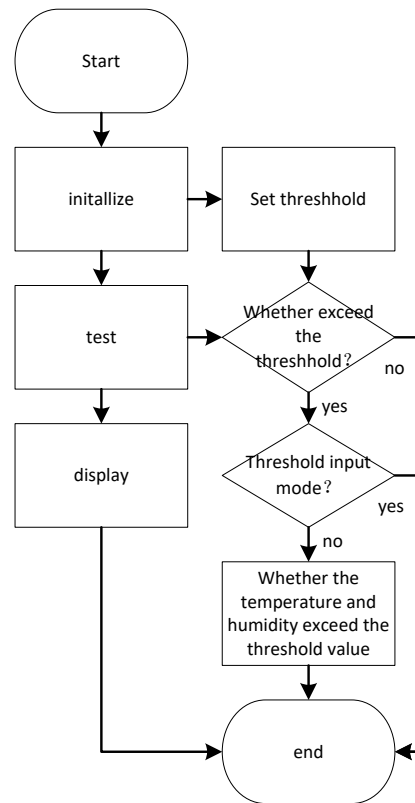 Start
initallize
Set threshhold
test
Whether exceed
the
threshhold？
no
yes
display
Threshold input
mode？
yes
no
Whether the
temperature and
humidity exceed the
threshold value
end